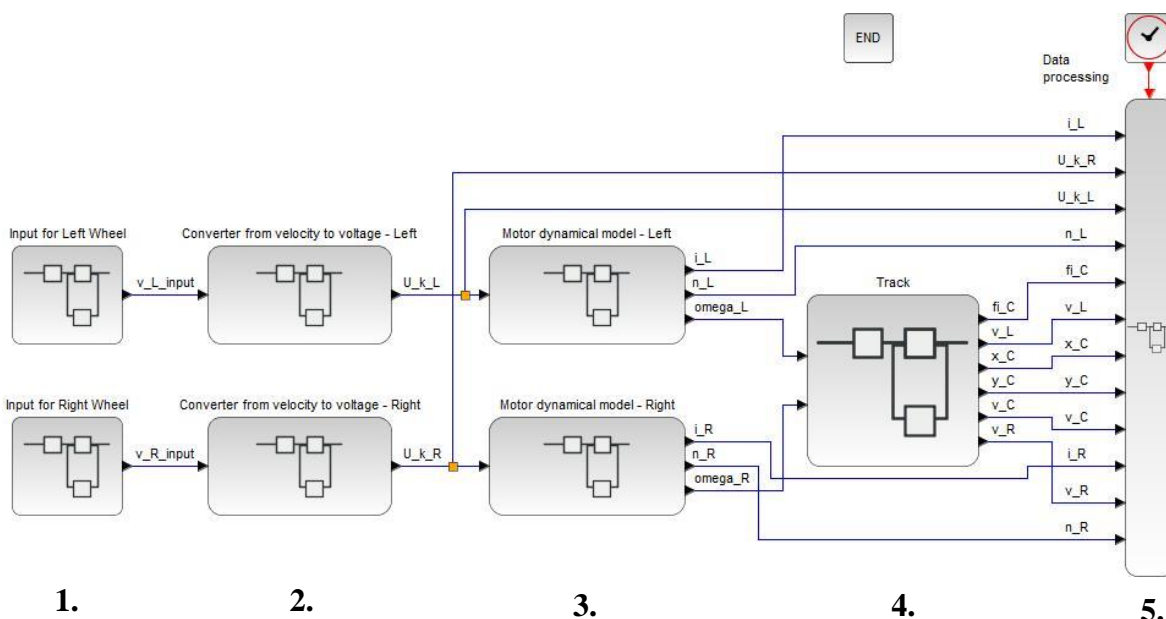 END
Data
processing
i_L
U_k_R
U_k_L
Input for Left Wheel
Converter from velocity to voltage - Left
Motor dynamical model - Left
n_L
i_L
v_L_input
U_k_L
n_L
omega_L
Track
fi_C
fi_C
v_L
v_L
x_C
x_C
y_C
y_C
v_C
v_C
v_R
Input for Right Wheel
Converter from velocity to voltage - Right
Motor dynamical model - Right
i_R
v_R_input
U_k_R
n_R
omega_R
i_R
v_R
n_R
1.
2.
3.
4.
5.